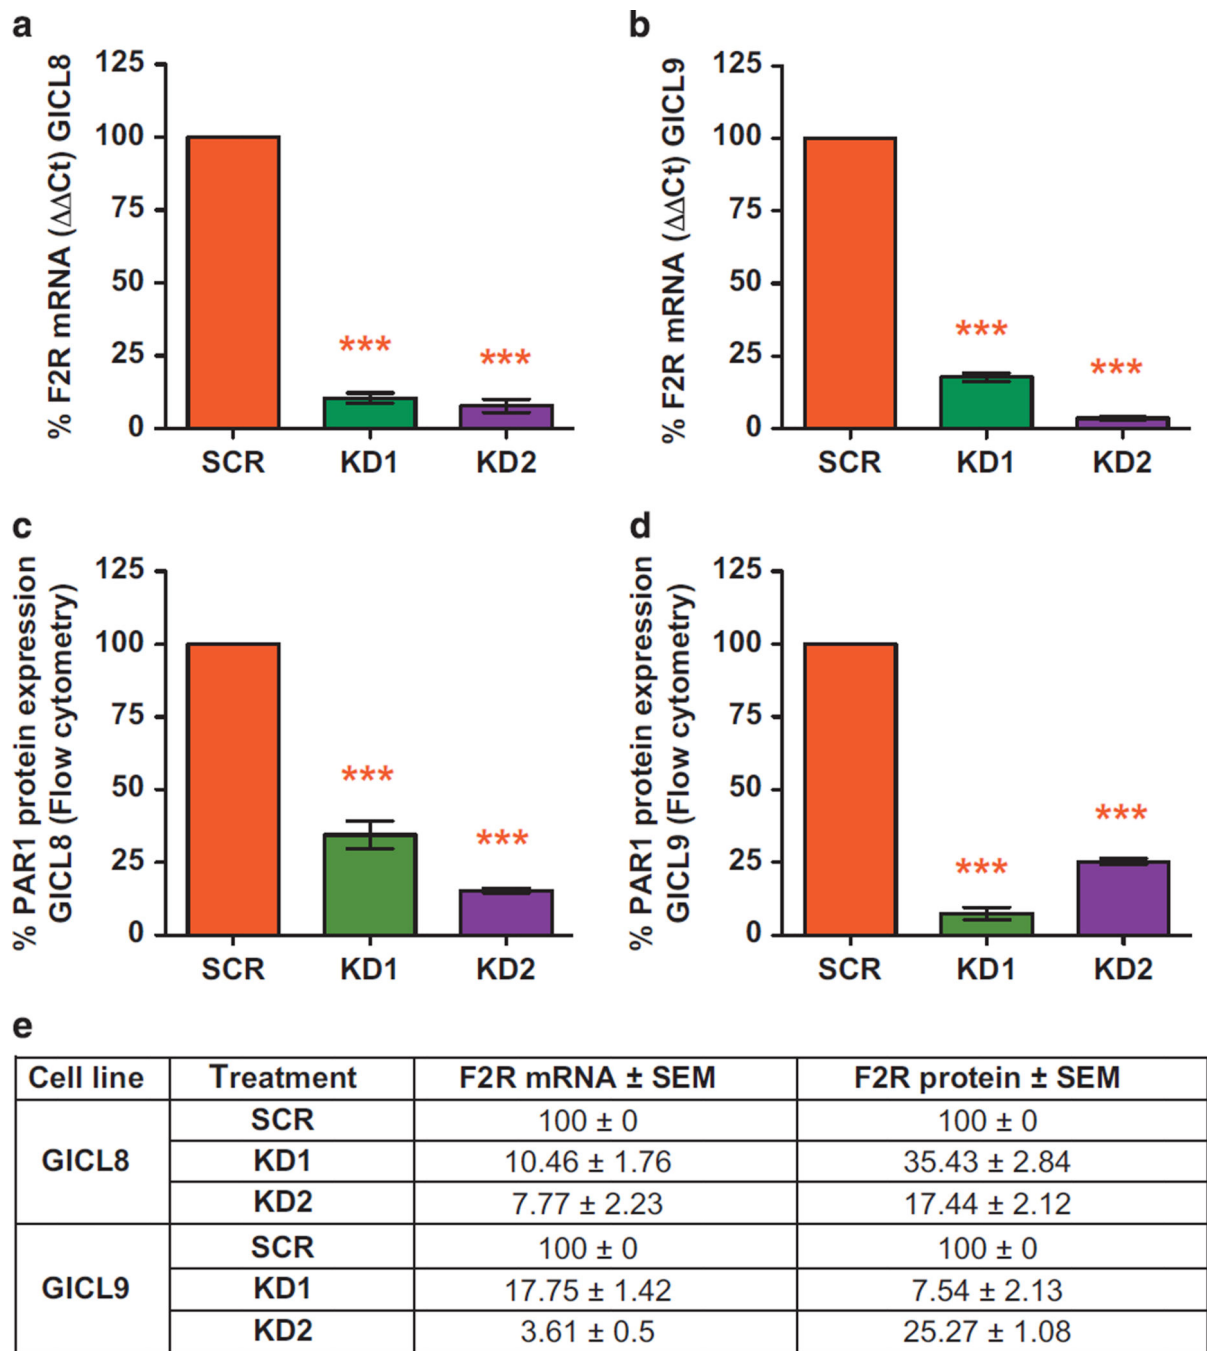 a
% F2R mRNA (ΔΔCt) GICL8
125
100
75
50
25
0
***
***
SCR KD1 KD2
b
% F2R mRNA (ΔΔCt) GICL9
125
100
75
50
25
0
***
***
SCR KD1 KD2
c
% PAR1 protein expression
GICL8 (Flow cytometry)
125
100
75
50
25
0
***
***
SCR KD1 KD2
d
% PAR1 protein expression
GICL9 (Flow cytometry)
125
100
75
50
25
0
***
***
SCR KD1 KD2
e
Cell line Treatment F2R mRNA ± SEM F2R protein ± SEM
SCR 100 ± 0 100 ± 0
GICL8 KD1 10.46 ± 1.76 35.43 ± 2.84
KD2 7.77 ± 2.23 17.44 ± 2.12
SCR 100 ± 0 100 ± 0
GICL9 KD1 17.75 ± 1.42 7.54 ± 2.13
KD2 3.61 ± 0.5 25.27 ± 1.08